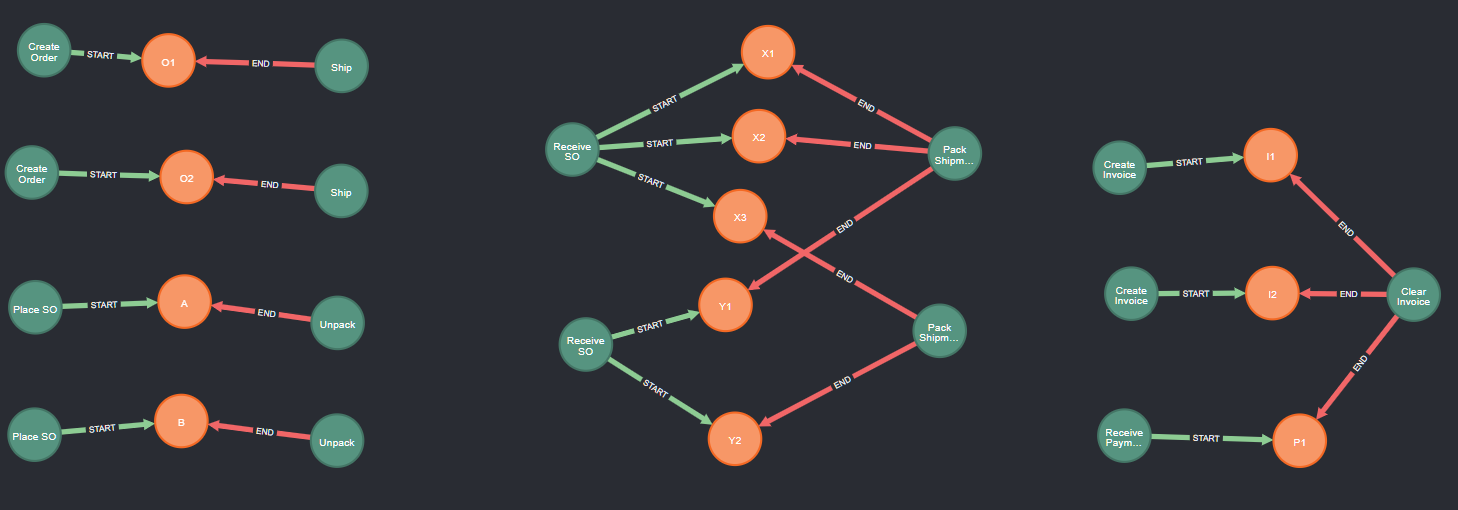 Create
Order
START
O1
END
Ship
Create
Order
START
O2
END
Ship
Place SO
START
A
END
Unpack
Place SO
START
B
END
Unpack
Receive
SO
START
X1
END
START
X2
END
Pack
Shipm...
START
X3
END
END
Receive
SO
START
Y1
Pack
Shipm...
START
Y2
END
Create
Invoice
START
I1
END
Create
Invoice
START
I2
END
Clear
Invoice
END
Receive
Paym...
START
P1